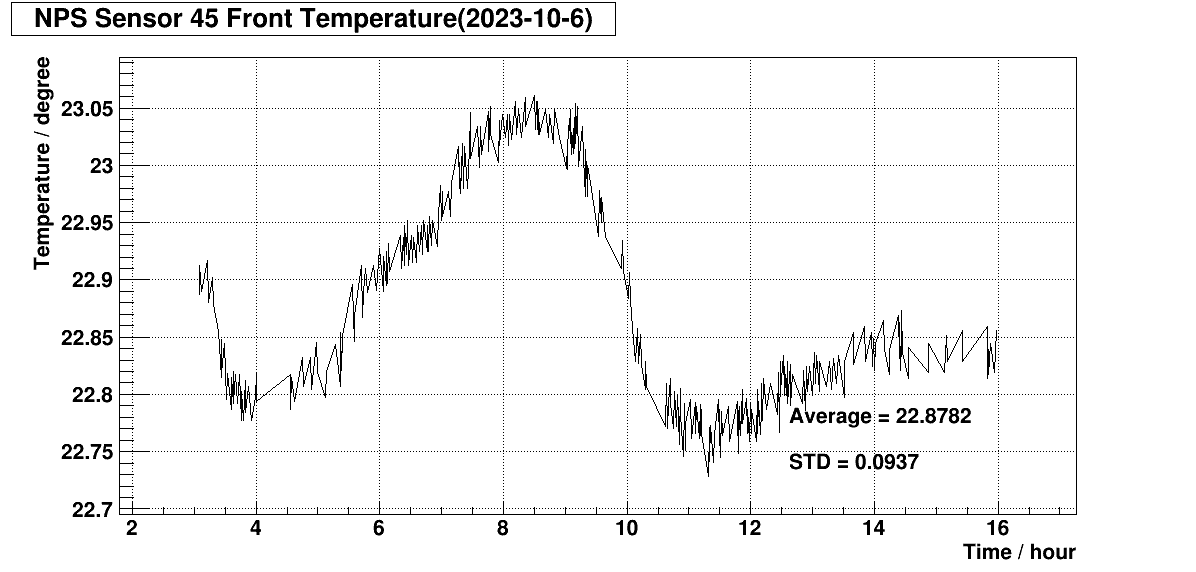 NPS Sensor 45 Front Temperature(2023-10-6)
Temperature / degree
23.05
23
22.95
22.9
22.85
22.8
22.75
22.7
Average = 22.8782
STD = 0.0937
2 4 6 8 10 12 14 16
Time / hour